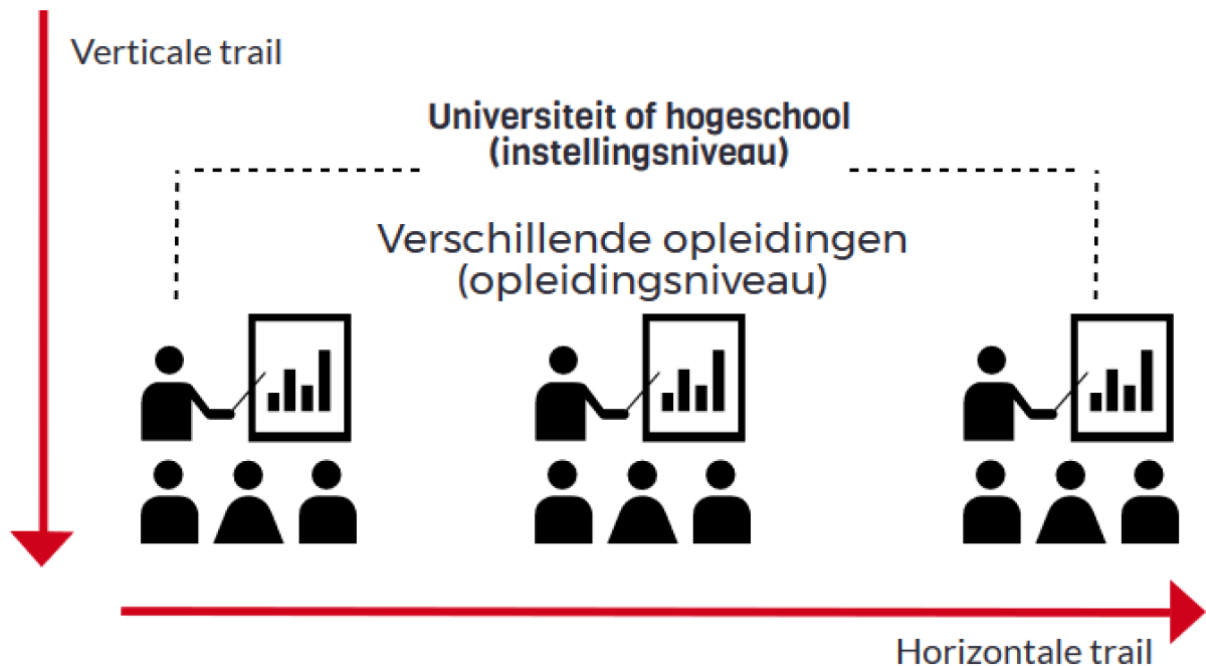 Verticale trail
Universiteit of hogeschool
(instellingsniveau)
Verschillende opleidingen
(opleidingsniveau)
Horizontale trail